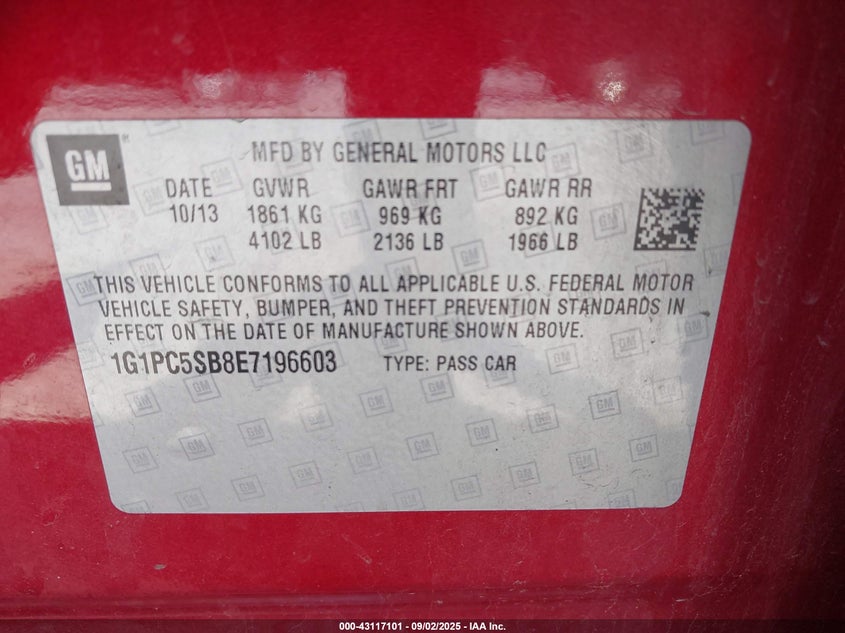 GM
MFD BY GENERAL MOTORS LLC
DATE GVWR GAWR FRT GAWR RR
10/13 1861 KG 969 KG 892 KG
4102 LB 2136 LB 1966 LB
THIS VEHICLE CONFORMS TO ALL APPLICABLE U.S. FEDERAL MOTOR
VEHICLE SAFETY, BUMPER, AND THEFT PREVENTION STANDARDS IN
EFFECT ON THE DATE OF MANUFACTURE SHOWN ABOVE.
1G1PC5SB8E7196603 TYPE: PASS CAR
000-43117101 - 09/02/2025 - IAA Inc.